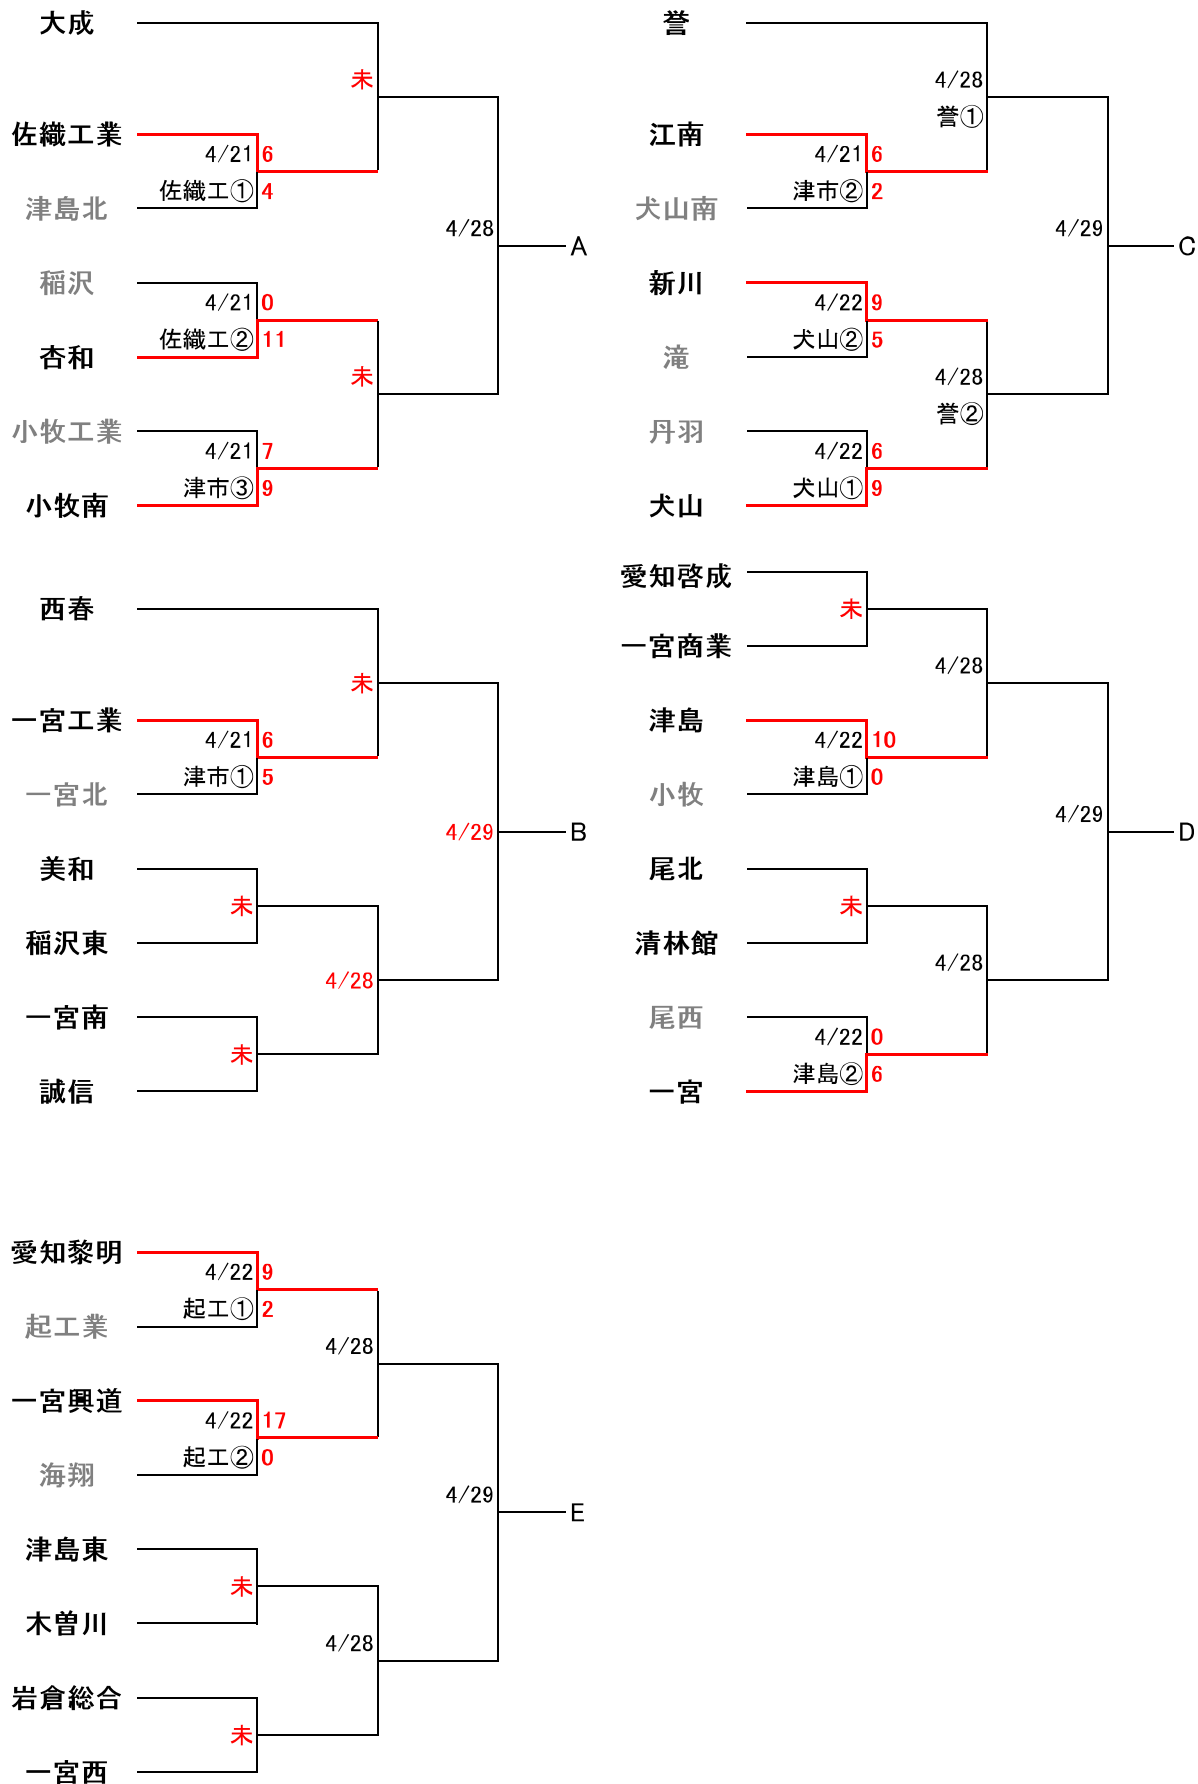 大成
未
佐織工業
4/21 6
佐織工① 4
津島北
4/28
A
稲沢
4/21 0
佐織工② 11
杏和
未
小牧工業
4/21 7
津市③ 9
小牧南
誉
4/28
誉①
江南
4/21 6
津市② 2
犬山南
4/29
C
新川
4/22 9
犬山② 5
滝
4/28
誉②
丹羽
4/22 6
犬山① 9
犬山
西春
未
一宮工業
4/21 6
津市① 5
一宮北
4/29
B
美和
未
稲沢東
4/28
一宮南
未
誠信
愛知啓成
未
一宮商業
4/28
津島
4/22 10
津島① 0
小牧
4/29
D
尾北
未
清林館
4/28
尾西
4/22 0
津島② 6
一宮
愛知黎明
4/22 9
起工① 2
起工業
4/28
一宮興道
4/22 17
起工② 0
海翔
4/29
E
津島東
未
木曽川
4/28
岩倉総合
未
一宮西